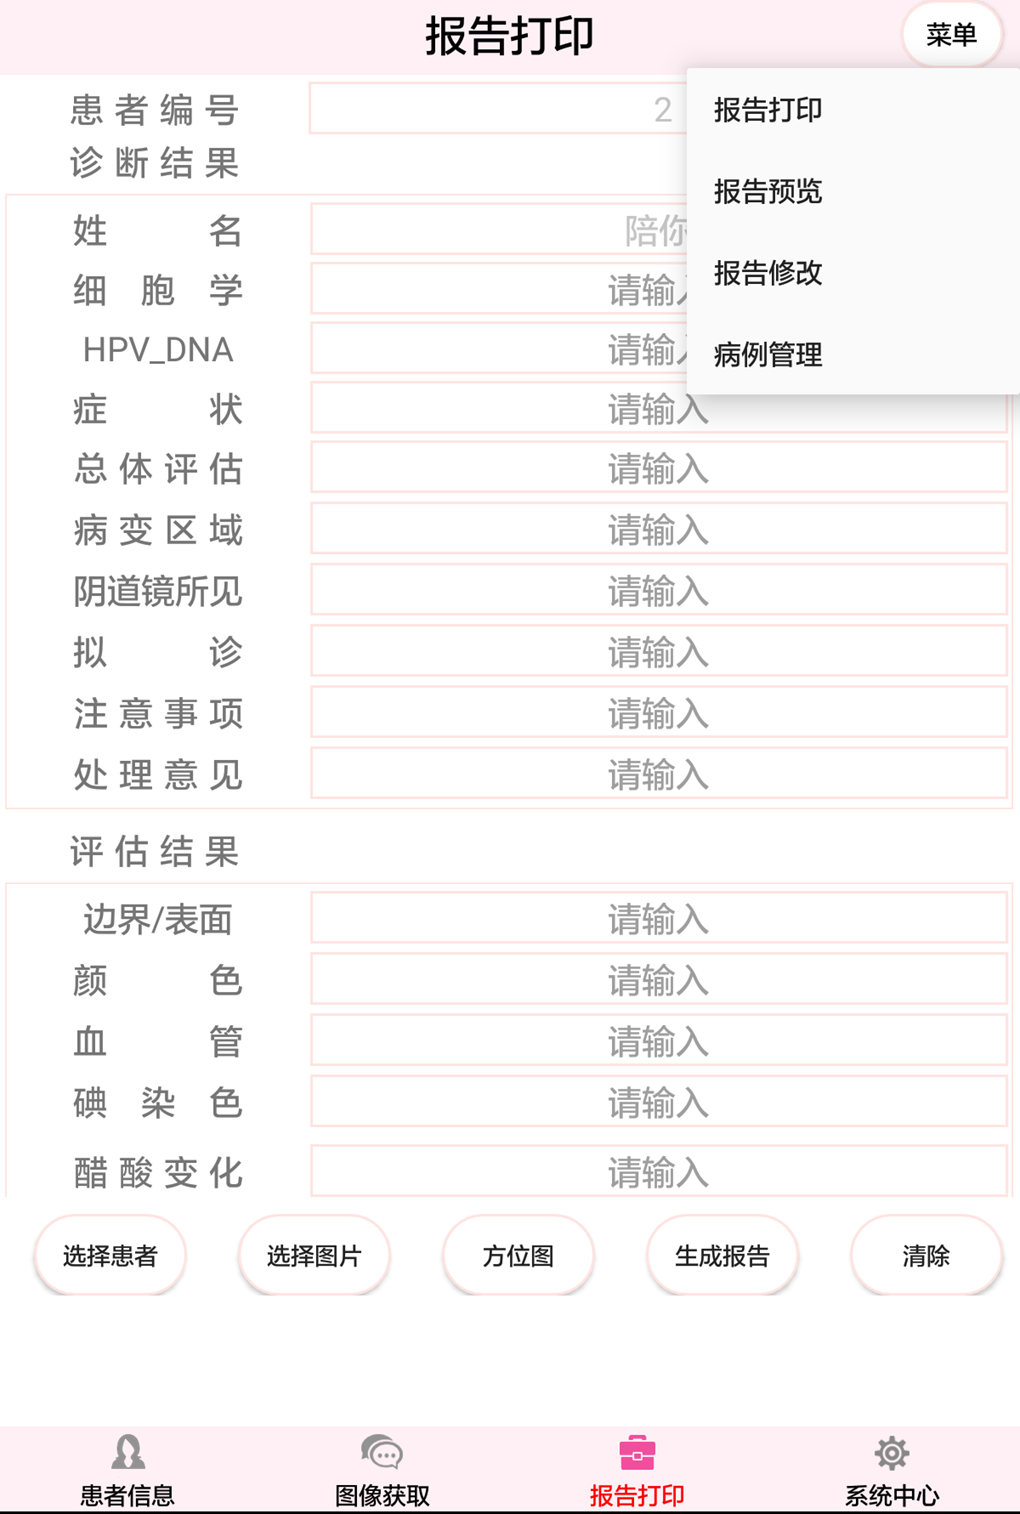 报告打印
菜单
报告打印
报告预览
报告修改
病例管理
患者编号 2
诊断结果
姓名 陪你
细胞学 请输入
HPV_DNA 请输入
症状 请输入
总体评估 请输入
病变区域 请输入
阴道镜所见 请输入
拟诊 请输入
注意事项 请输入
处理意见 请输入
评估结果
边界/表面 请输入
颜色 请输入
血管 请输入
碘染色 请输入
醋酸变化 请输入
选择患者 选择图片 方位图 生成报告 清除
患者信息 图像获取 报告打印 系统中心